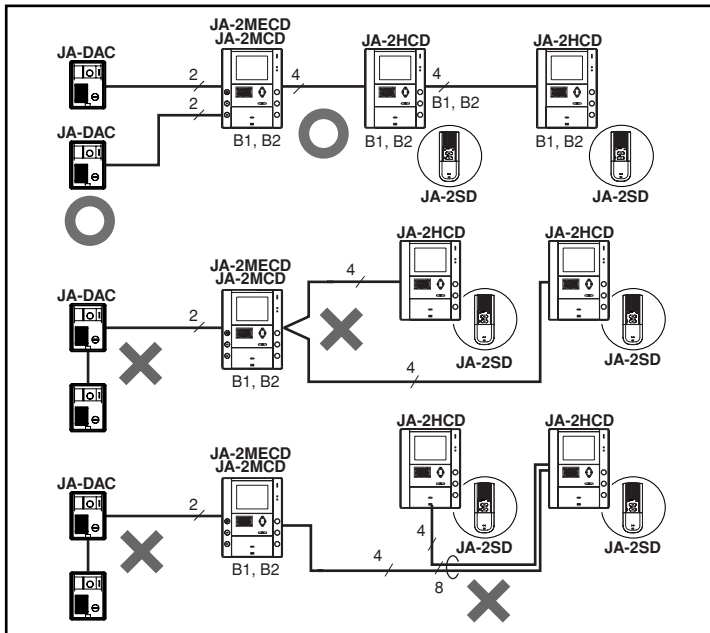 JA-DAC
JA-2MECD
JA-2MCD
JA-2HCD
JA-2HCD
2
4
4
B1, B2
2
JA-DAC
B1, B2
B1, B2
B1, B2
JA-2SD
JA-2SD
JA-2HCD
JA-2HCD
JA-2MECD
JA-2MCD
4
JA-DAC
2
B1, B2
JA-2SD
JA-2SD
4
JA-2HCD
JA-2HCD
JA-2MECD
JA-2MCD
JA-DAC
2
4
JA-2SD
JA-2SD
4
B1, B2
8